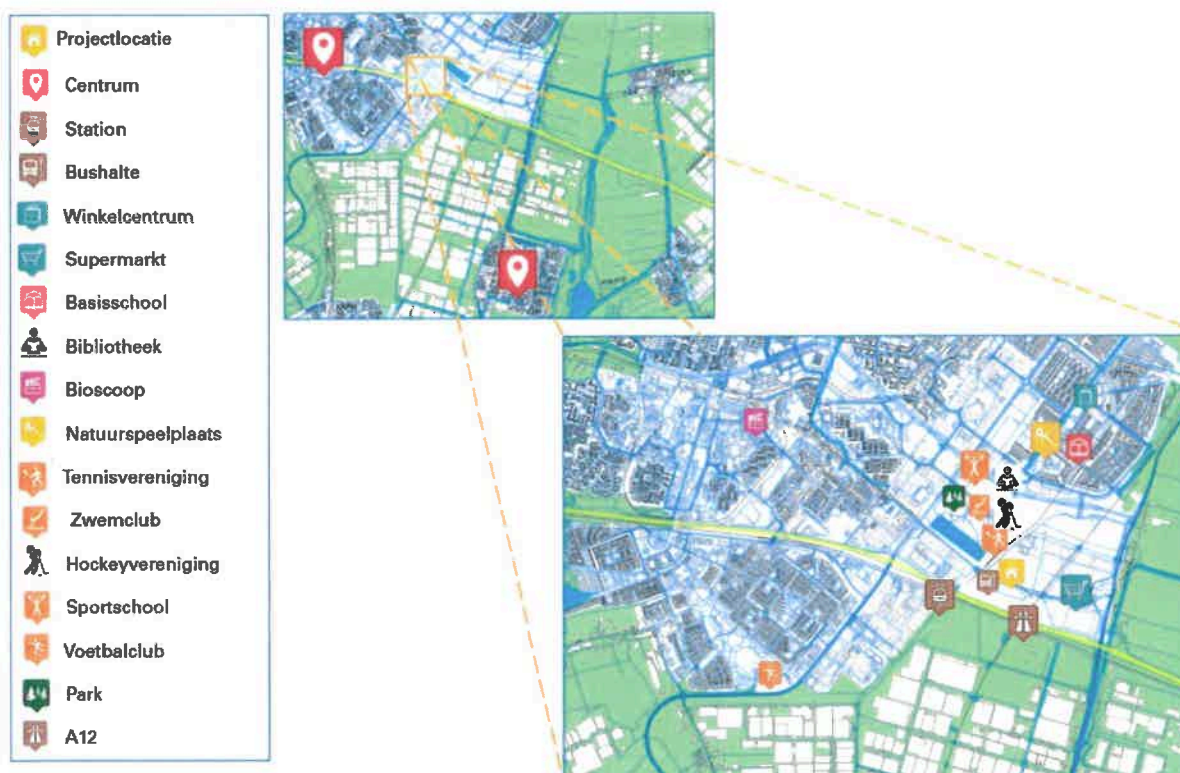 Projectlocatie
Centrum
Station
Bushalte
Winkelcentrum
Supermarkt
Basisschool
Bibliotheek
Bioscoop
Natuurspeelplaats
Tennisvereniging
Zwemclub
Hockeyvereniging
Sportschool
Voetbalclub
Park
A12